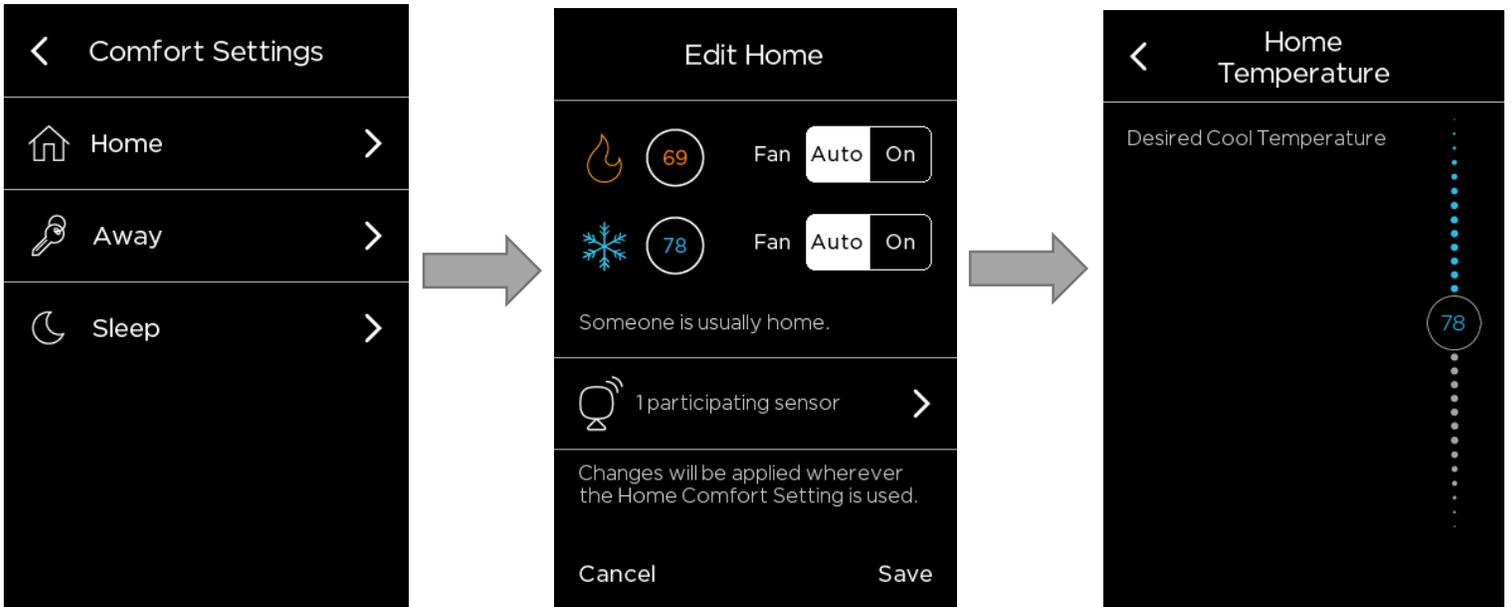 Comfort Settings
Home
Away
Sleep
Edit Home
69
Fan
Auto
On
78
Fan
Auto
On
Someone is usually home.
1 participating sensor
Changes will be applied wherever
the Home Comfort Setting is used.
Cancel
Save
Home
Temperature
Desired Cool Temperature
78